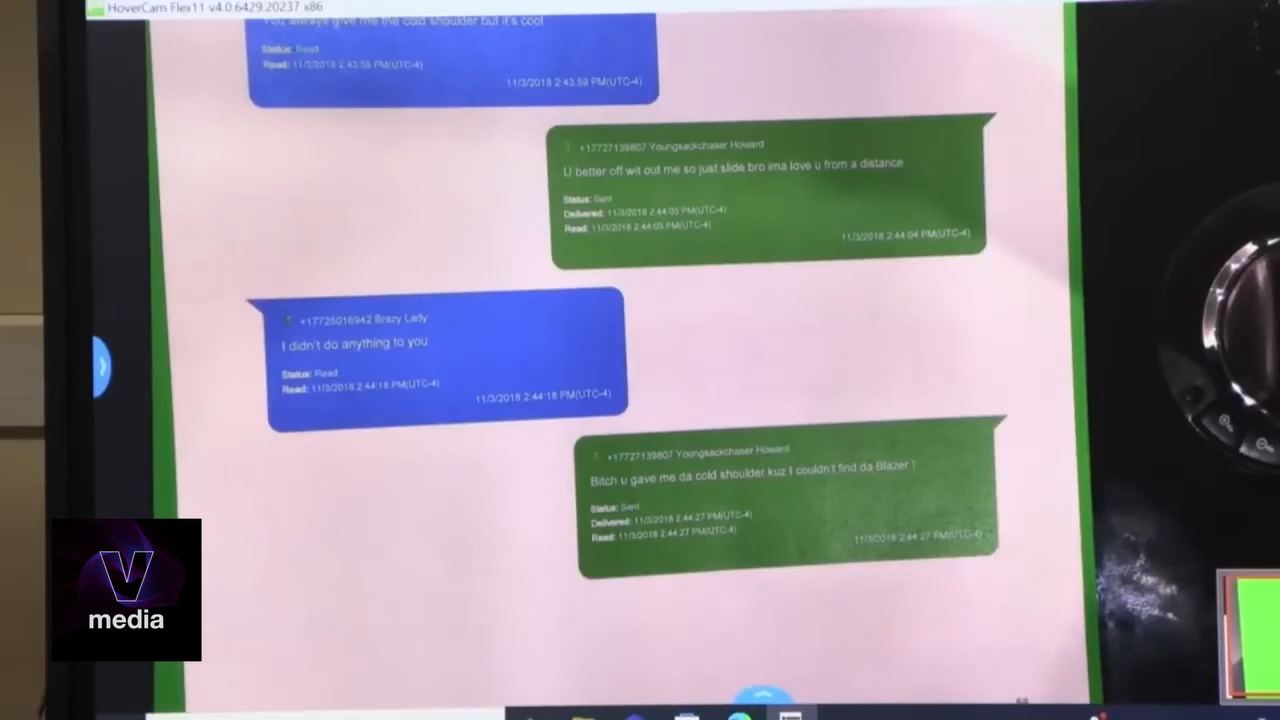 HoverCam Flex11 v4.0.6429.20237 x86
You always give me the cold shoulder but it's cool
Status: Read
Read: 11/3/2018 2:43:59 PM(UTC-4)
11/3/2018 2:43:59 PM(UTC-4)
+17727139807 Youngsackchaser Howard
U better off wit out me so just slide bro ima love u from a distance
Status: Sent
Delivered: 11/3/2018 2:44:05 PM(UTC-4)
Read: 11/3/2018 2:44:05 PM(UTC-4)
11/3/2018 2:44:04 PM(UTC-4)
+17725016942 Brazy Lady
I didn't do anything to you
Status: Read
Read: 11/3/2018 2:44:18 PM(UTC-4)
11/3/2018 2:44:18 PM(UTC-4)
+17727139807 Youngsackchaser Howard
Bitch u gave me da cold shoulder kuz I couldn't find da Blazer !
Status: Sent
Delivered: 11/3/2018 2:44:27 PM(UTC-4)
Read: 11/3/2018 2:44:27 PM(UTC-4)
11/3/2018 2:44:27 PM(UTC-4)
V
media